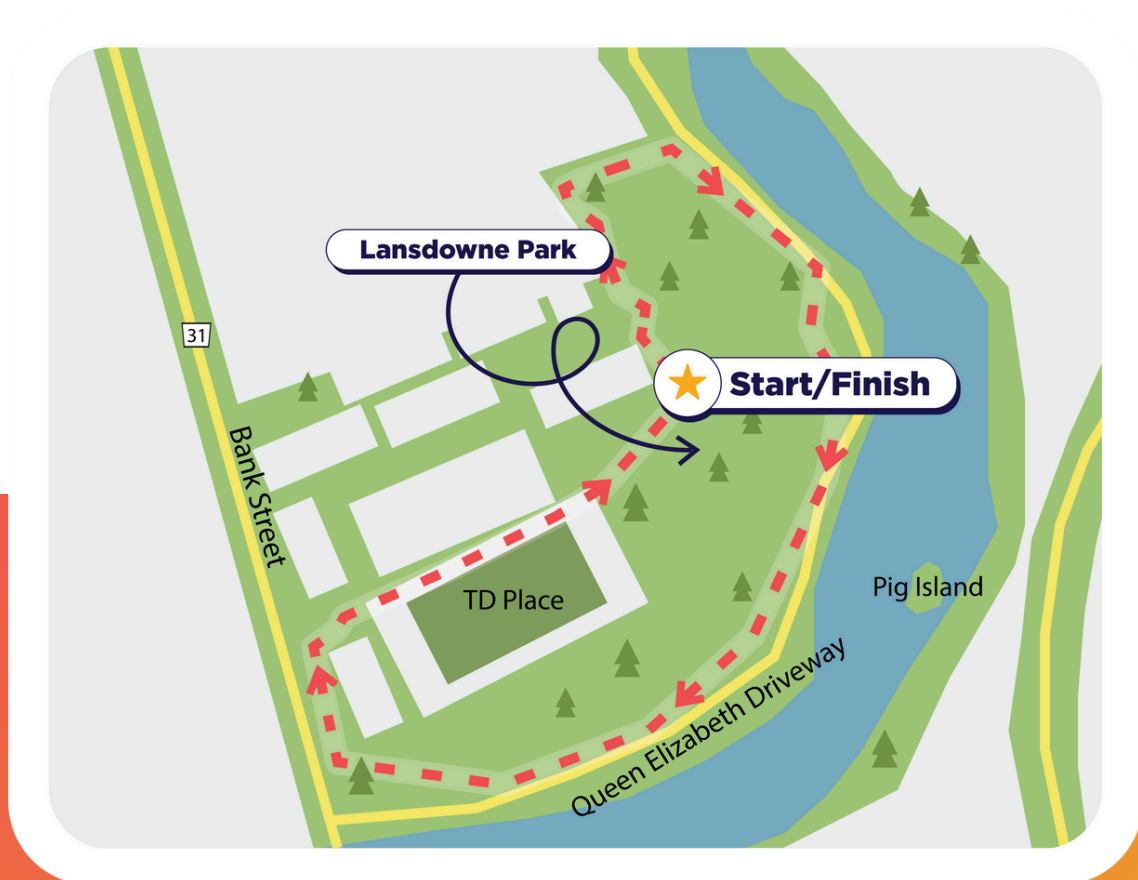 Lansdowne Park
31
Start/Finish
Bank Street
TD Place
Pig Island
Queen Elizabeth Driveway